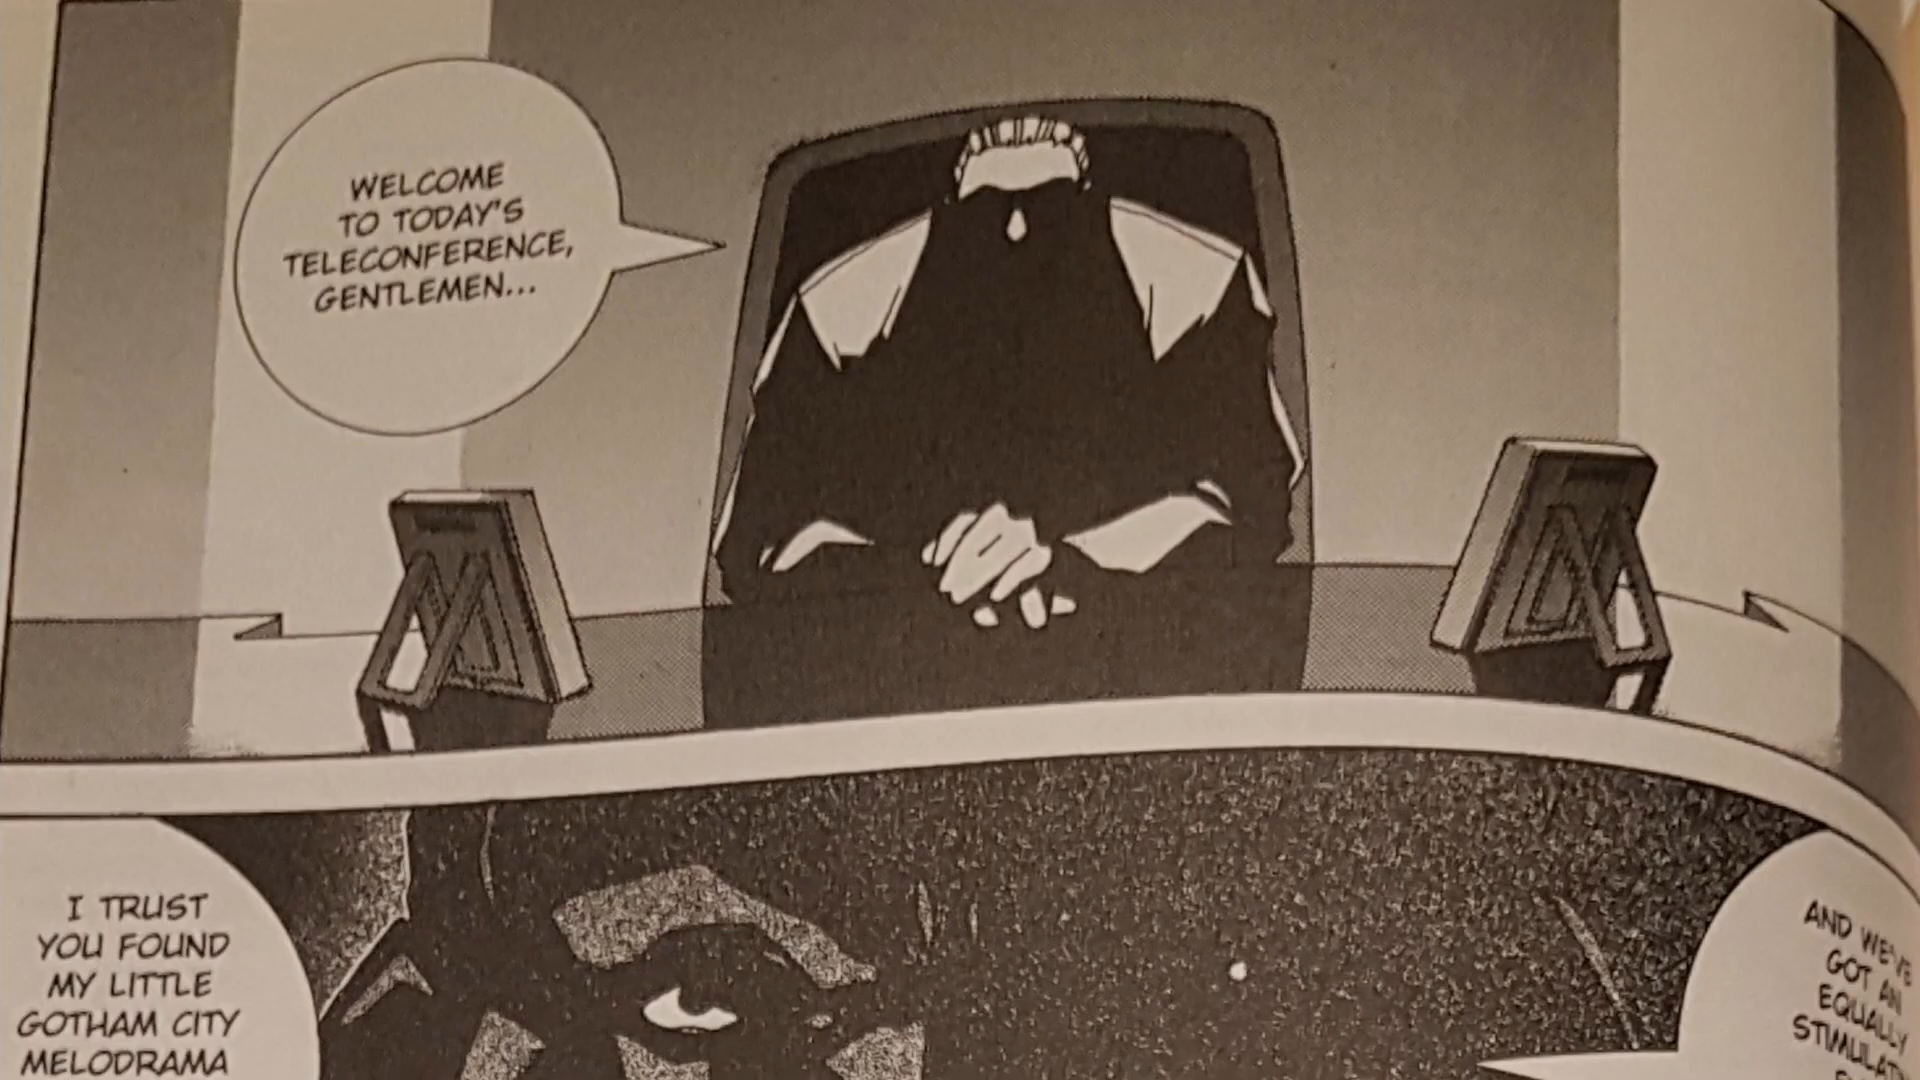 WELCOME
TO TODAY'S
TELECONFERENCE,
GENTLEMEN...
I TRUST
YOU FOUND
MY LITTLE
GOTHAM CITY
MELODRAMA
AND WE'VE
GOT AN
EQUALLY